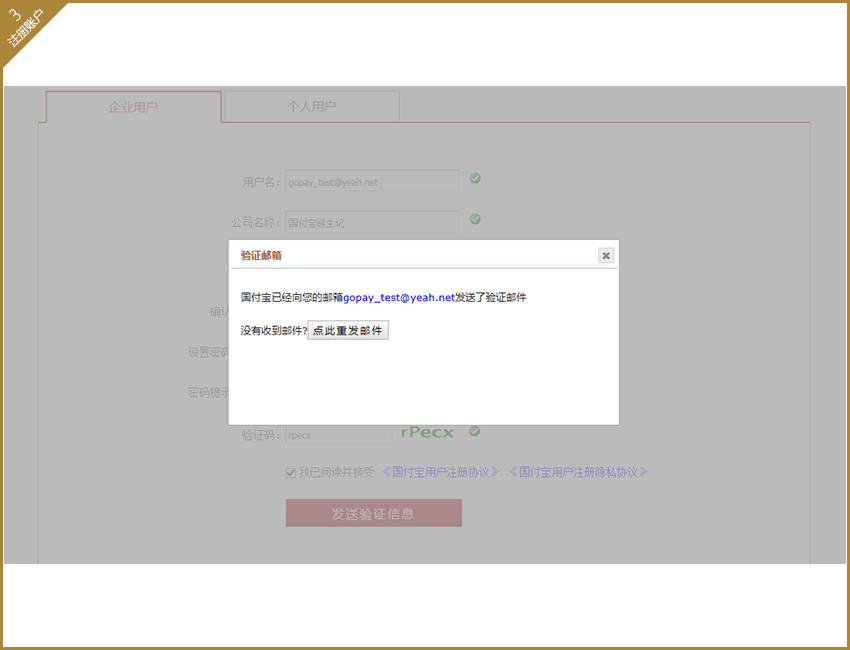 3
注册账户
企业用户
个人用户
用户名: gopay_test@yeah.net
公司名称: 国付宝诞生记
验证邮箱
国付宝已经向您的邮箱gopay_test@yeah.net发送了验证邮件
确认
没有收到邮件?点此重发邮件
设置密码
密码提示
验证码: rpecx rPecx
我已阅读并接受 《国付宝用户注册协议》 《国付宝用户注册隐私协议》
发送验证信息